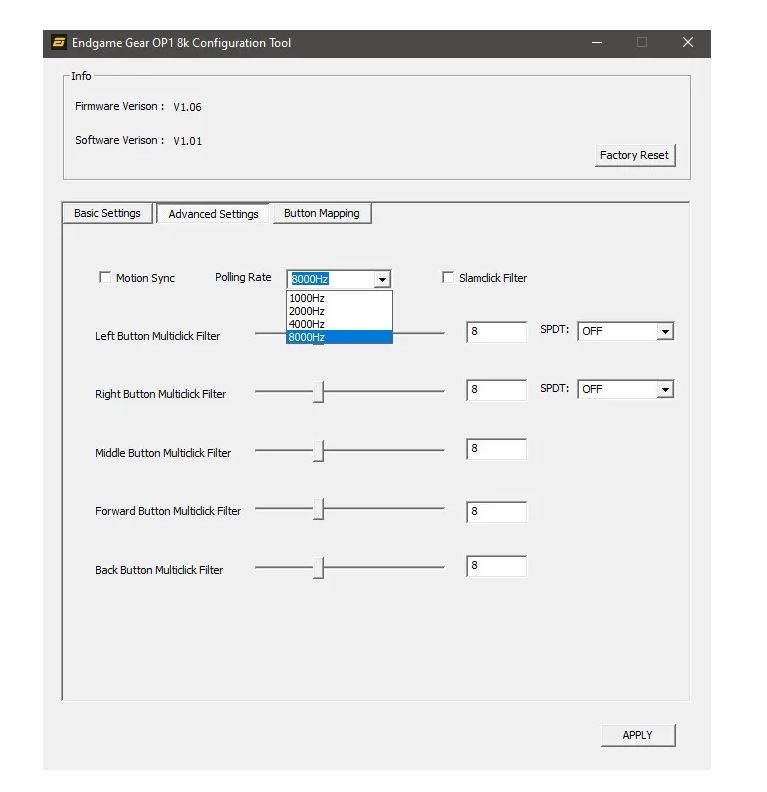 Endgame Gear OP1 8k Configuration Tool
Info
Firmware Verison : V1.06
Software Verison : V1.01
Factory Reset
Basic Settings Advanced Settings Button Mapping
Motion Sync Polling Rate 8000Hz Slamclick Filter
1000Hz
2000Hz
4000Hz
8000Hz
Left Button Multiclick Filter 8 SPDT: OFF
Right Button Multiclick Filter 8 SPDT: OFF
Middle Button Multiclick Filter 8
Forward Button Multiclick Filter 8
Back Button Multiclick Filter 8
APPLY